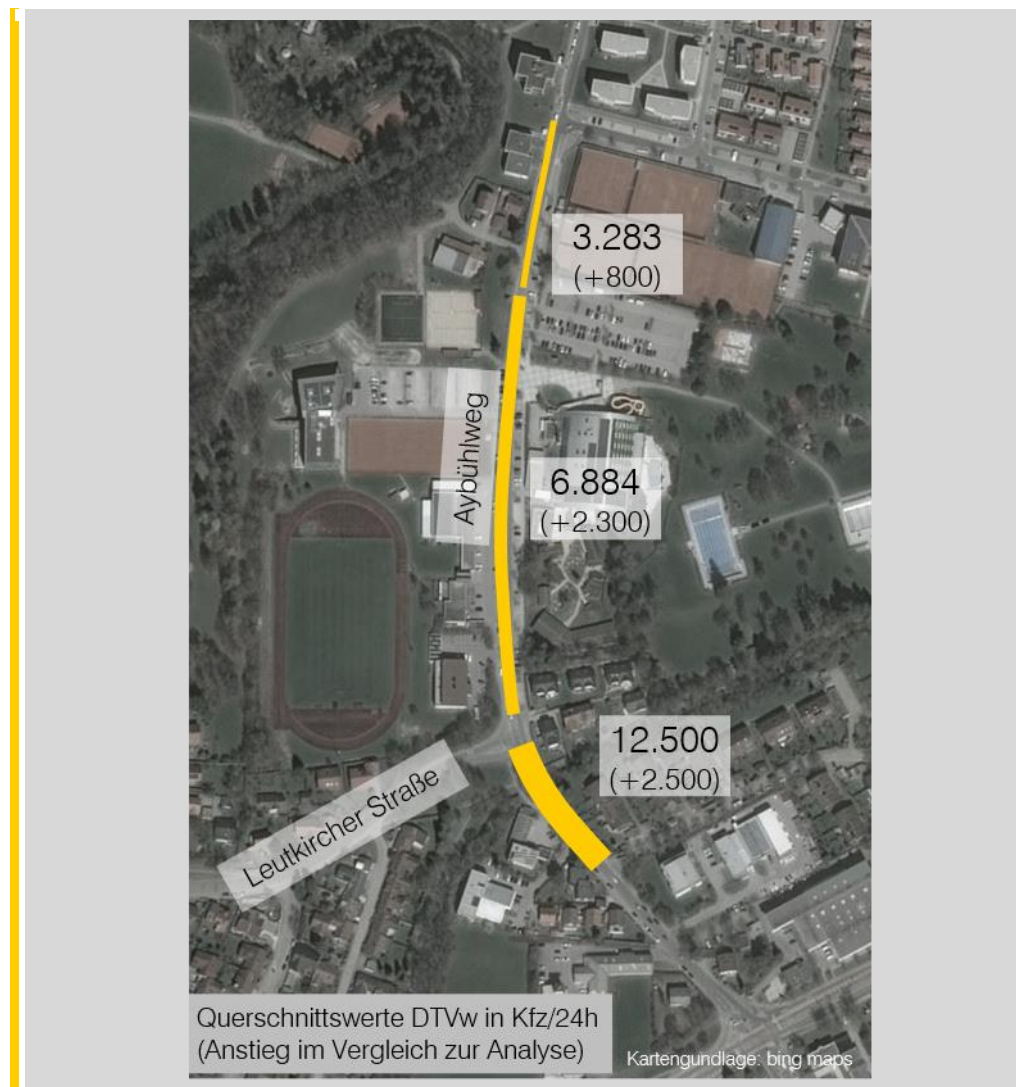 3.283
(+800)
Aybühlweg
6.884
(+2.300)
12.500
(+2.500)
Leutkircher Straße
Querschnittswerte DTVw in Kfz/24h
(Anstieg im Vergleich zur Analyse)
Kartengundlage: bing maps